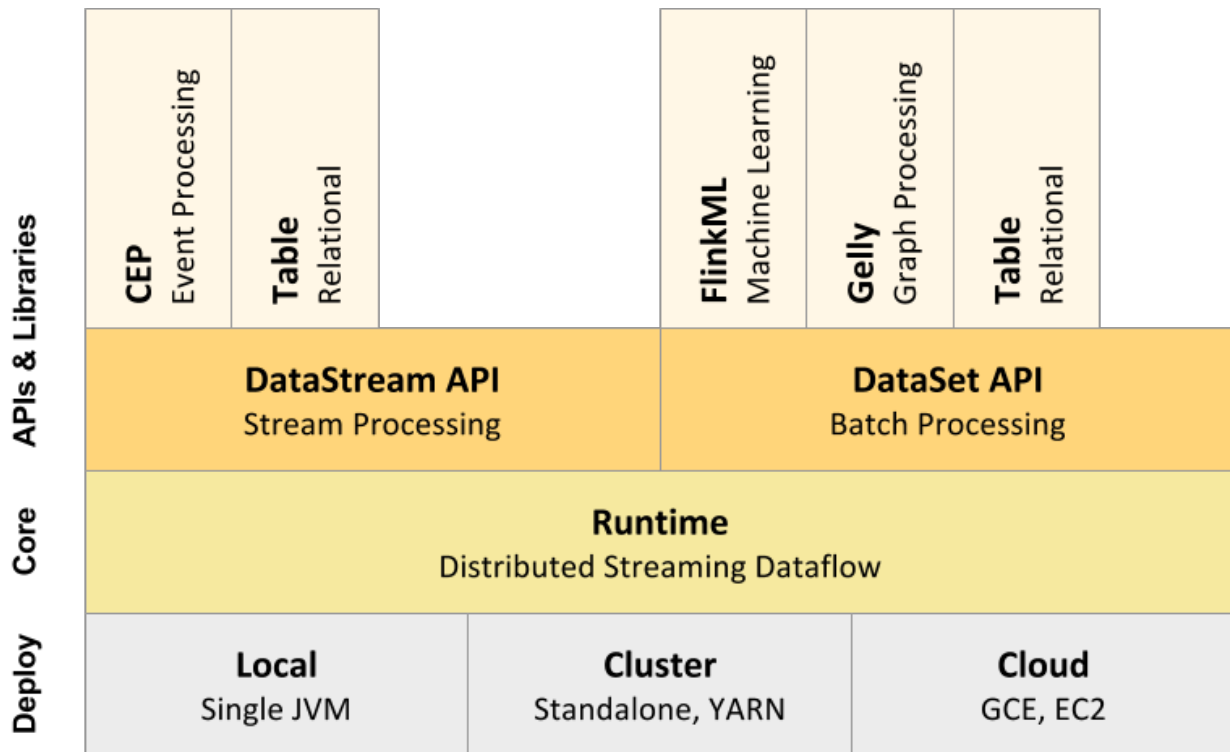 APIs & Libraries
CEP
Event Processing
Table
Relational
FlinkML
Machine Learning
Gelly
Graph Processing
Table
Relational
DataStream API
Stream Processing
DataSet API
Batch Processing
Core
Runtime
Distributed Streaming Dataflow
Deploy
Local
Single JVM
Cluster
Standalone, YARN
Cloud
GCE, EC2